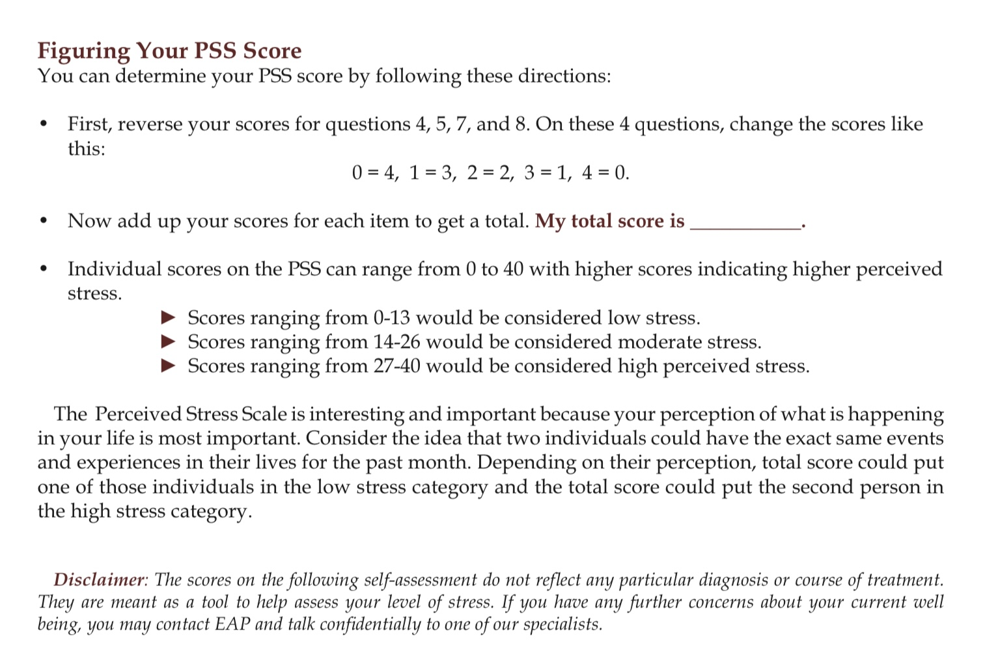 Figuring Your PSS Score
You can determine your PSS score by following these directions:
• First, reverse your scores for questions 4, 5, 7, and 8. On these 4 questions, change the scores like
this:
0 = 4, 1 = 3, 2 = 2, 3 = 1, 4 = 0.
• Now add up your scores for each item to get a total. My total score is ___________.
• Individual scores on the PSS can range from 0 to 40 with higher scores indicating higher perceived
stress.
► Scores ranging from 0-13 would be considered low stress.
► Scores ranging from 14-26 would be considered moderate stress.
► Scores ranging from 27-40 would be considered high perceived stress.
The Perceived Stress Scale is interesting and important because your perception of what is happening
in your life is most important. Consider the idea that two individuals could have the exact same events
and experiences in their lives for the past month. Depending on their perception, total score could put
one of those individuals in the low stress category and the total score could put the second person in
the high stress category.
Disclaimer: The scores on the following self-assessment do not reflect any particular diagnosis or course of treatment.
They are meant as a tool to help assess your level of stress. If you have any further concerns about your current well
being, you may contact EAP and talk confidentially to one of our specialists.